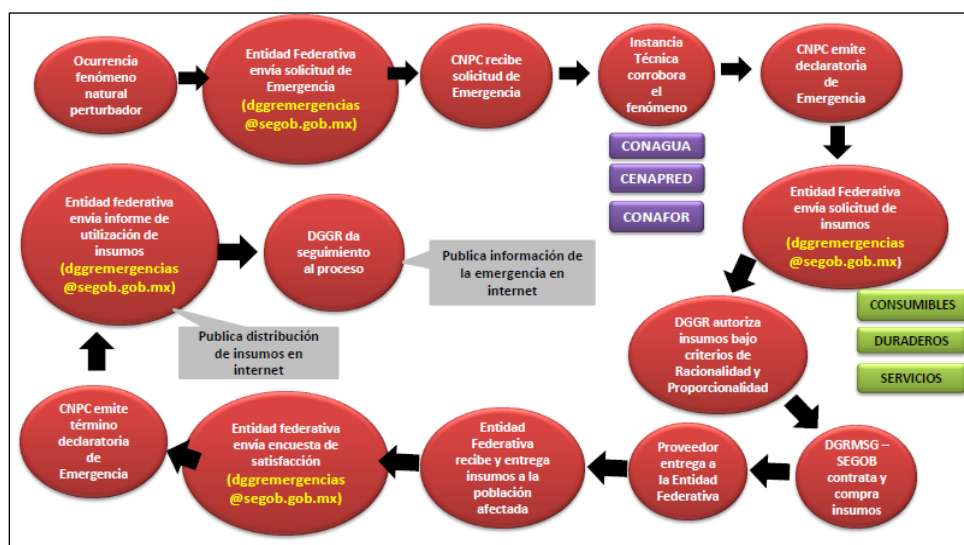 Ocurrencia
fenómeno
natural
perturbador
Entidad Federativa
envía solicitud de
Emergencia
(dggremergencias
@segob.gob.mx)
CNPC recibe
solicitud de
Emergencia
Instancia
Técnica
corrobora
el
fenómeno
CONAGUA
CENAPRED
CONAFOR
CNPC emite
declaratoria
de
Emergencia
Entidad Federativa
envía solicitud de
insumos
(dggremergencias
@segob.gob.mx)
CONSUMIBLES
DURADEROS
SERVICIOS
DGGR autoriza
insumos bajo
criterios de
Racionalidad y
Proporcionalidad
DGRMSG –
SEGOB
contrata y
compra
insumos
Proveedor
entrega a
la Entidad
Federativa
Entidad
Federativa
recibe y entrega
insumos a la
población
afectada
Entidad federativa
envía encuesta de
satisfacción
(dggremergencias
@segob.gob.mx)
CNPC emite
término
declaratoria
de
Emergencia
Entidad federativa
envía informe de
utilización de
insumos
(dggremergencias
@segob.gob.mx)
Publica distribución
de insumos en
internet
DGGR da
seguimiento
al proceso
Publica información de
la emergencia en
internet